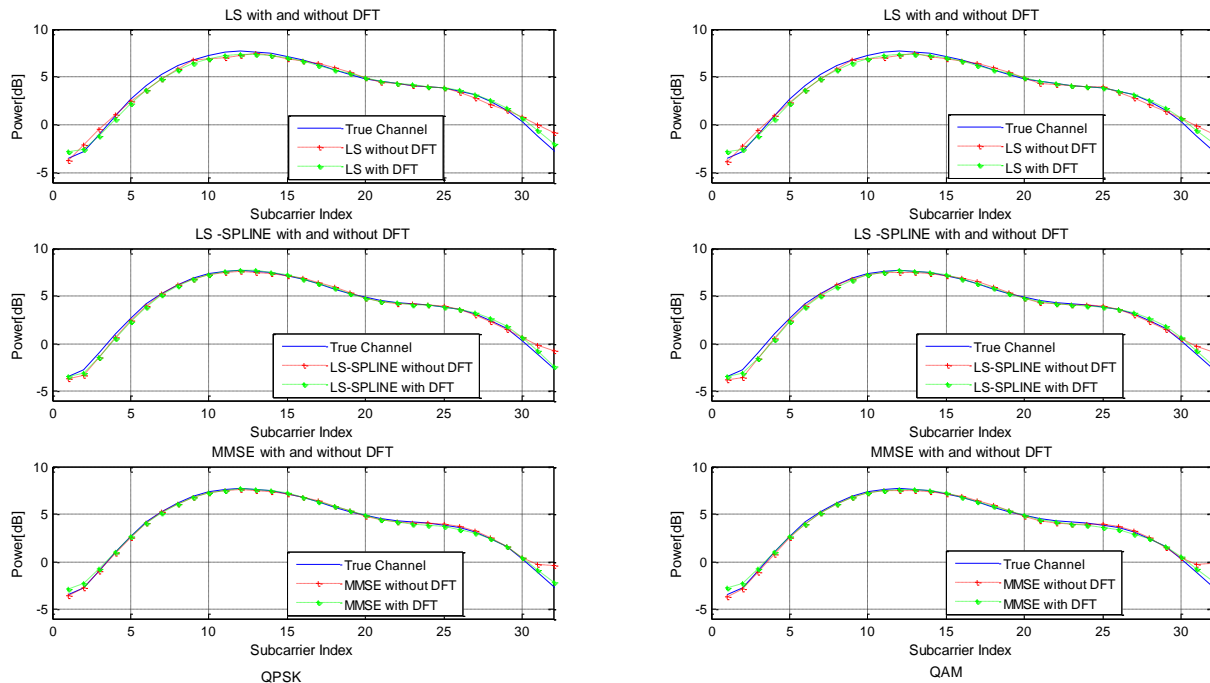 LS with and without DFT
10
5
0
-5
Power[dB]
True Channel
LS without DFT
LS with DFT
0 5 10 15 20 25 30
Subcarrier Index
LS -SPLINE with and without DFT
10
5
0
-5
Power[dB]
True Channel
LS-SPLINE without DFT
LS-SPLINE with DFT
0 5 10 15 20 25 30
Subcarrier Index
MMSE with and without DFT
10
5
0
-5
Power[dB]
True Channel
MMSE without DFT
MMSE with DFT
0 5 10 15 20 25 30
Subcarrier Index
QPSK
LS with and without DFT
10
5
0
-5
Power[dB]
True Channel
LS without DFT
LS with DFT
0 5 10 15 20 25 30
Subcarrier Index
LS -SPLINE with and without DFT
10
5
0
-5
Power[dB]
True Channel
LS-SPLINE without DFT
LS-SPLINE with DFT
0 5 10 15 20 25 30
Subcarrier Index
MMSE with and without DFT
10
5
0
-5
Power[dB]
True Channel
MMSE without DFT
MMSE with DFT
0 5 10 15 20 25 30
Subcarrier Index
QAM